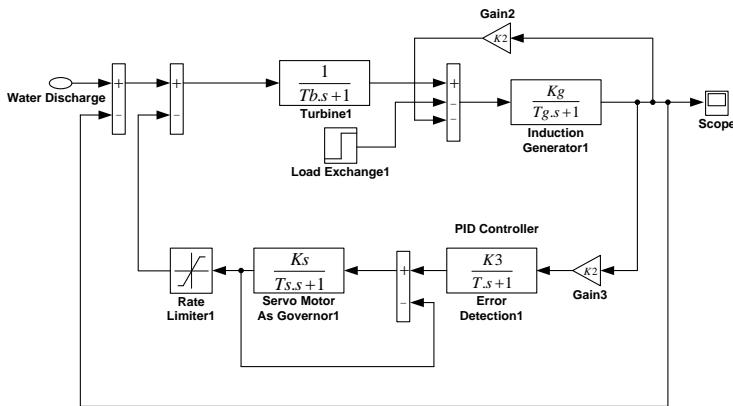 Gain2
K2
+
−
+
−
1
Tb.s+1
+
−
−
Kg
Tg.s+1
Water Discharge
Turbine1
Induction
Generator1
Scope
Load Exchange1
PID Controller
Ks
Ts.s+1
+
−
K3
T.s+1
K2
Gain3
Rate
Limiter1
Servo Motor
As Governor1
Error
Detection1